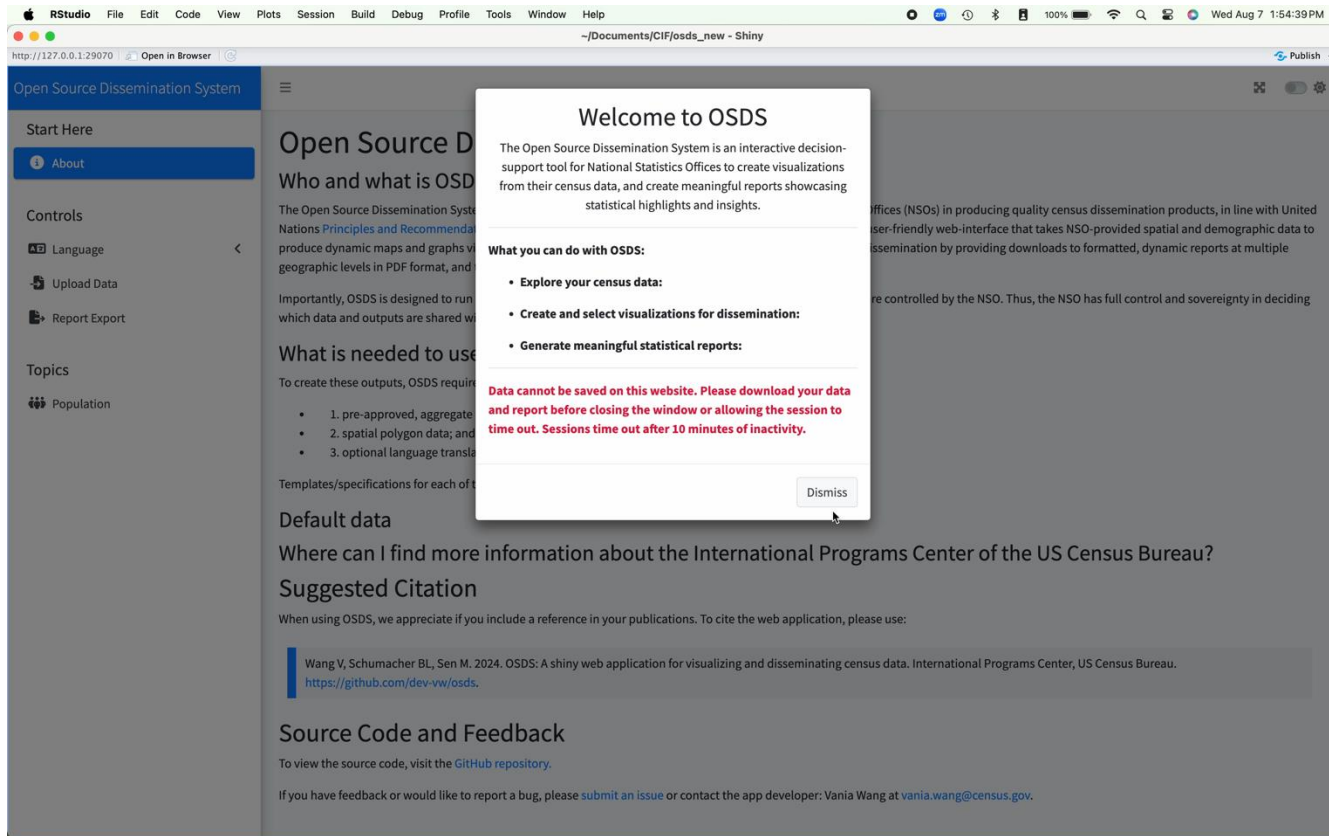 RStudio File Edit Code View Plots Session Build Debug Profile Tools Window Help 100% Wed Aug 7 1:54:39 PM
~/Documents/CIF/osds_new - Shiny
http://127.0.0.1:29070 Open in Browser Publish
Open Source Dissemination System
Start Here
About
Controls
Language
Upload Data
Report Export
Topics
Population
Open Source D
Who and what is OSD
The Open Source Dissemination Syste
ffices (NSOs) in producing quality census dissemination products, in line with United
Nations Principles and Recommendat
ser-friendly web-interface that takes NSO-provided spatial and demographic data to
produce dynamic maps and graphs vi
issemination by providing downloads to formatted, dynamic reports at multiple
geographic levels in PDF format, and
Importantly, OSDS is designed to run
re controlled by the NSO. Thus, the NSO has full control and sovereignty in deciding
which data and outputs are shared wi
What is needed to use
To create these outputs, OSDS require
• 1. pre-approved, aggregate
• 2. spatial polygon data; and
• 3. optional language transla
Templates/specifications for each of t
Default data
Where can I find more information about the International Programs Center of the US Census Bureau?
Suggested Citation
When using OSDS, we appreciate if you include a reference in your publications. To cite the web application, please use:
Wang V, Schumacher BL, Sen M. 2024. OSDS: A shiny web application for visualizing and disseminating census data. International Programs Center, US Census Bureau.
https://github.com/dev-vw/osds.
Source Code and Feedback
To view the source code, visit the GitHub repository.
If you have feedback or would like to report a bug, please submit an issue or contact the app developer: Vania Wang at vania.wang@census.gov.
Welcome to OSDS
The Open Source Dissemination System is an interactive decision-
support tool for National Statistics Offices to create visualizations
from their census data, and create meaningful reports showcasing
statistical highlights and insights.
What you can do with OSDS:
• Explore your census data:
• Create and select visualizations for dissemination:
• Generate meaningful statistical reports:
Data cannot be saved on this website. Please download your data
and report before closing the window or allowing the session to
time out. Sessions time out after 10 minutes of inactivity.
Dismiss